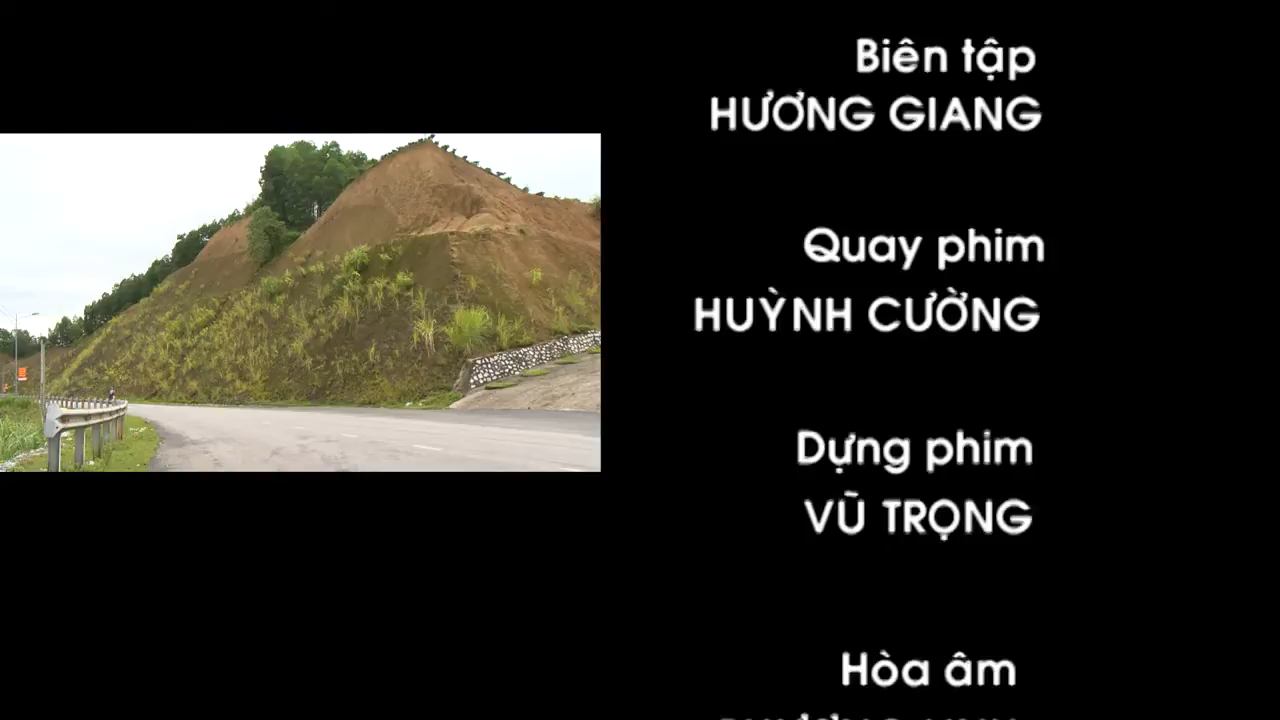 Biên tập
HƯƠNG GIANG
Quay phim
HUỲNH CƯỜNG
Dựng phim
VŨ TRỌNG
Hòa âm